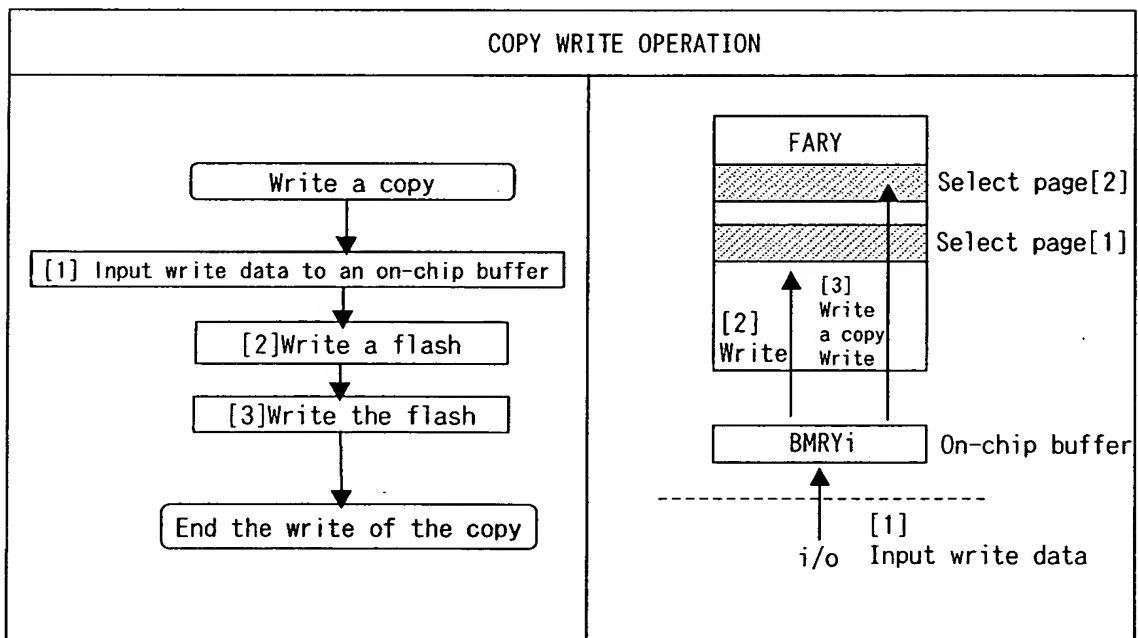 COPY WRITE OPERATION
Write a copy
[1] Input write data to an on-chip buffer
[2]Write a flash
[3]Write the flash
End the write of the copy
FARY
Select page[2]
Select page[1]
[2]
Write
[3]
Write
a copy
Write
BMRYi
On-chip buffer
[1]
i/o Input write data